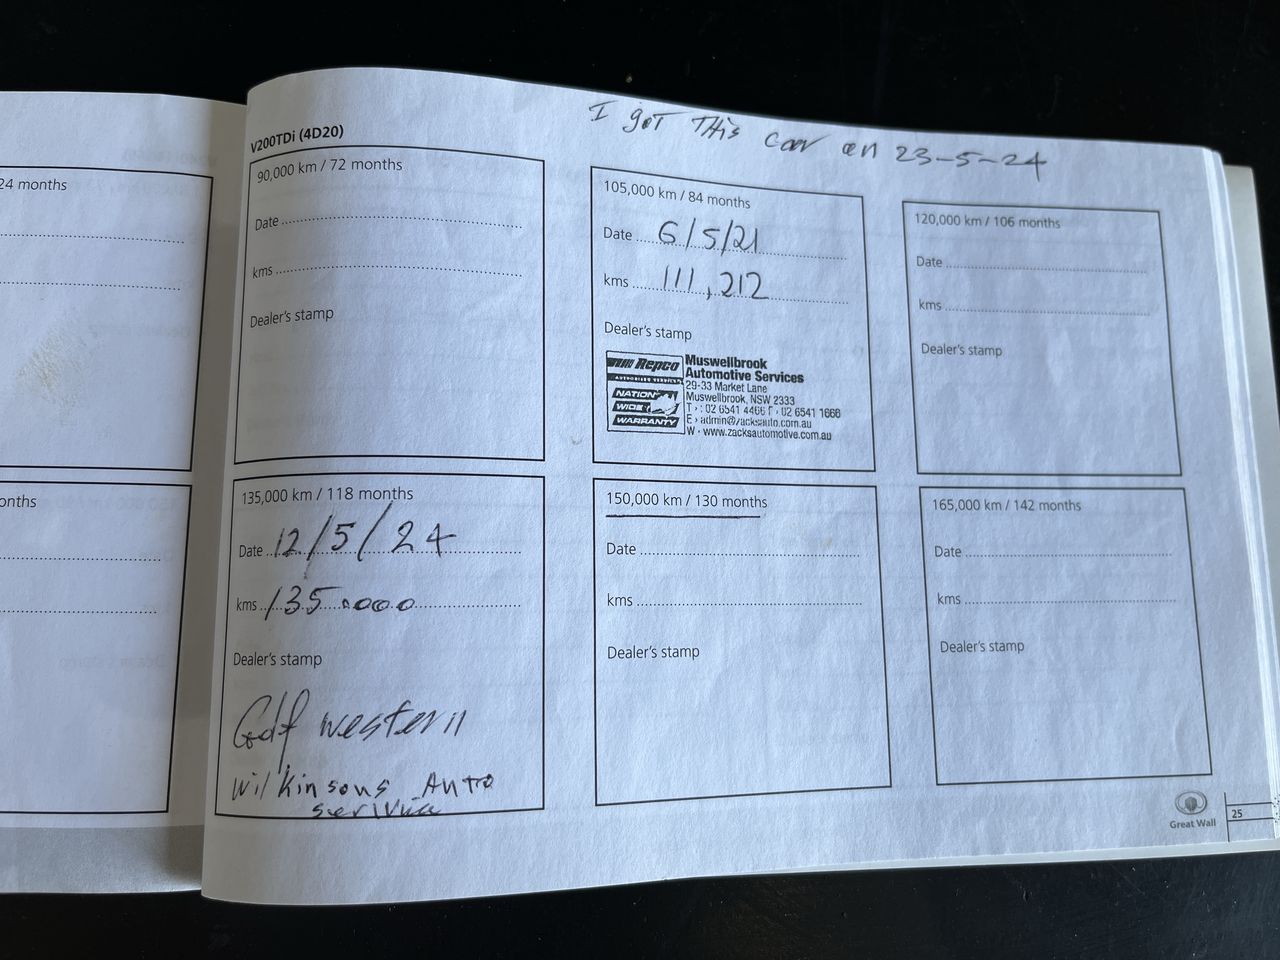 I got This car on 23-5-24
V200TDi (4D20)
24 months
onths
90,000 km / 72 months
Date
kms
Dealer's stamp
105,000 km / 84 months
Date 6/5/21
kms 111,212
Dealer's stamp
Repco
AUTHORISED SERVICE
NATION
WIDE
WARRANTY
Muswellbrook
Automotive Services
29-33 Market Lane
Muswellbrook, NSW 2333
T : 02 6541 4466 F : 02 6541 1666
E : admin@zacksauto.com.au
W · www.zacksautomotive.com.au
120,000 km / 106 months
Date
kms
Dealer's stamp
135,000 km / 118 months
Date 12/5/24
kms 135.000
Dealer's stamp
western
Wilkinsons Auto
150,000 km / 130 months
Date
kms
Dealer's stamp
165,000 km / 142 months
Date
kms
Dealer's stamp
Great Wall
25